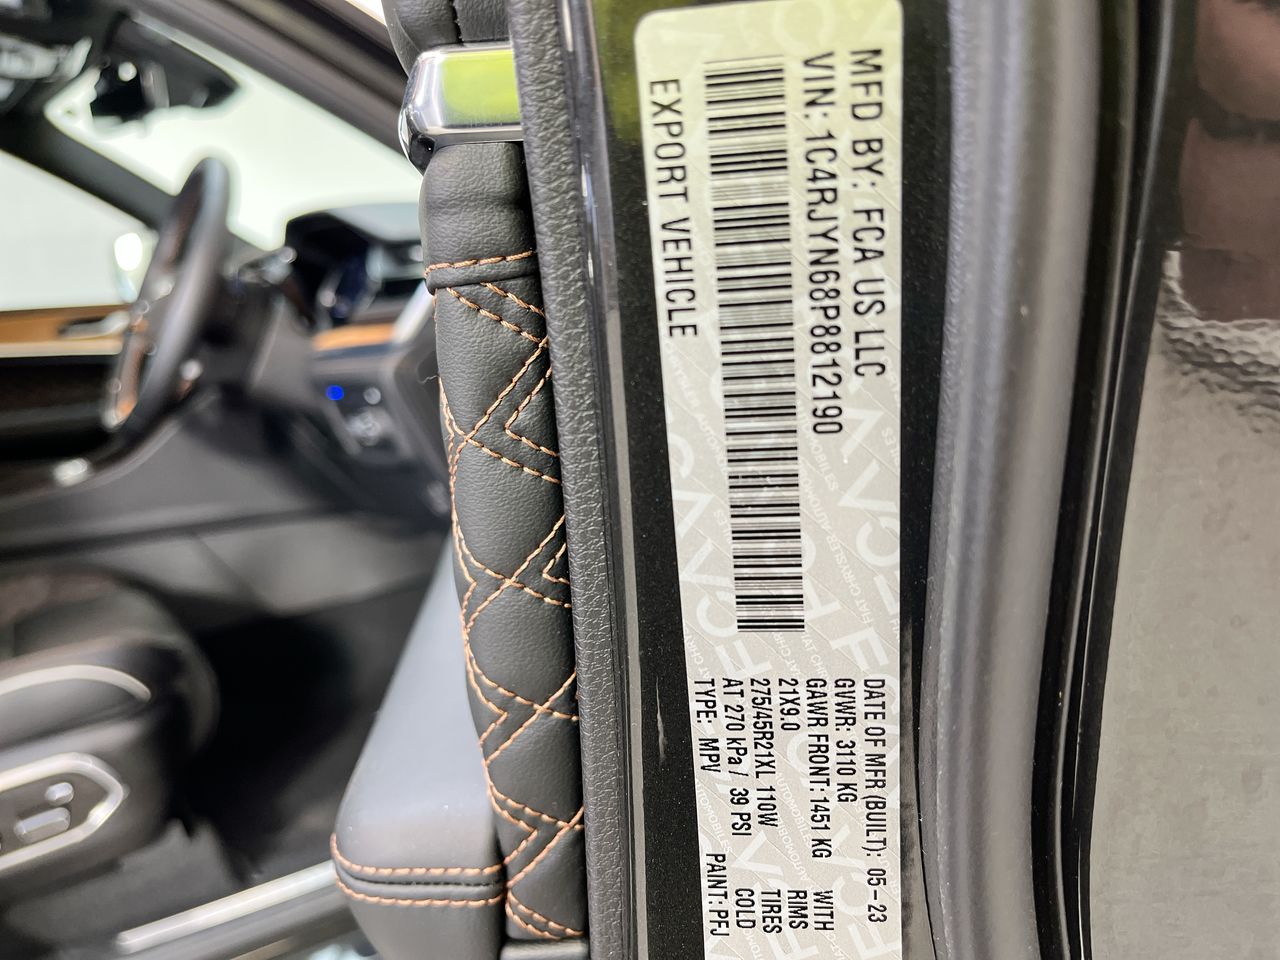 MFD BY: FCA US LLC
VIN: 1C4RJYN68P8812190
EXPORT VEHICLE
DATE OF MFR (BUILT): 05-23
GVWR: 3110 KG
GAWR FRONT: 1451 KG WITH
21X9.0 RIMS
275/45R21XL 110W TIRES
AT 270 kPa / 39 PSI COLD
TYPE: MPV PAINT: PFJ